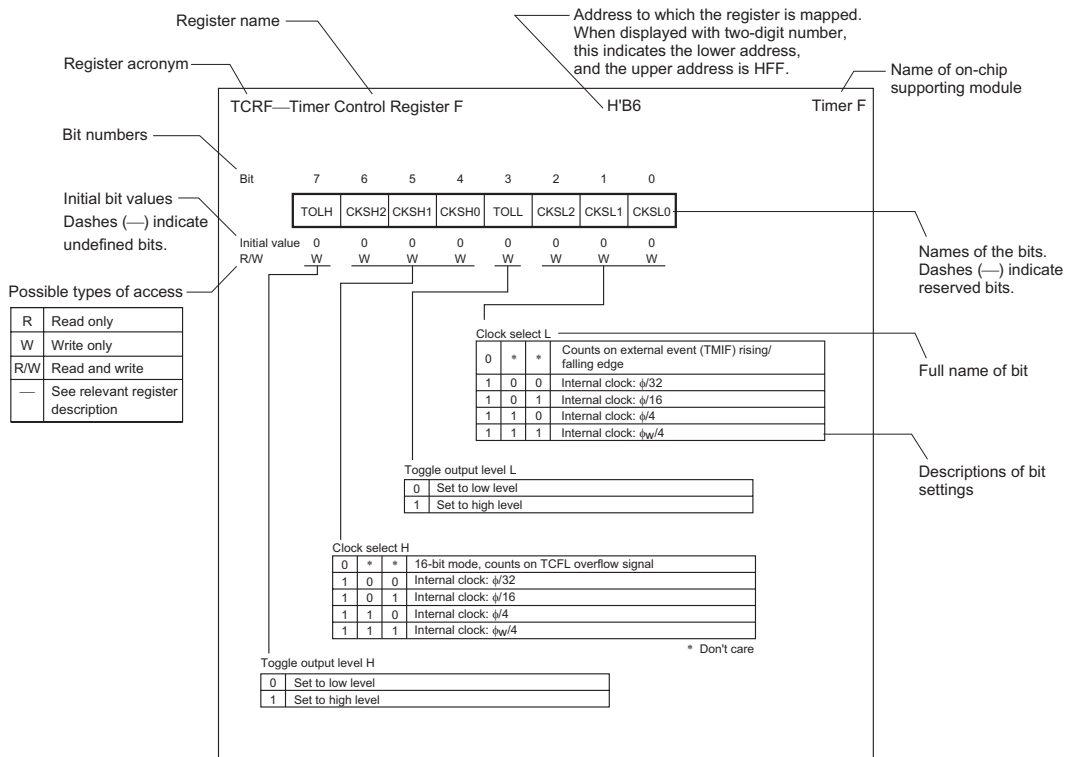 Register name
Address to which the register is mapped.
When displayed with two-digit number,
this indicates the lower address,
and the upper address is HFF.
Register acronym
Name of on-chip
supporting module
TCRF—Timer Control Register F H'B6 Timer F
Bit numbers
Bit 7 6 5 4 3 2 1 0
TOLH CKSH2 CKSH1 CKSH0 TOLL CKSL2 CKSL1 CKSL0
Initial bit values
Dashes (—) indicate
undefined bits.
Initial value 0 0 0 0 0 0 0 0
R/W W W W W W W W W
Names of the bits.
Dashes (—) indicate
reserved bits.
Possible types of access
R Read only
W Write only
R/W Read and write
— See relevant register
description
Clock select L
0 * * Counts on external event (TMIF) rising/
falling edge
1 0 0 Internal clock: ϕ/32
1 0 1 Internal clock: ϕ/16
1 1 0 Internal clock: ϕ/4
1 1 1 Internal clock: ϕw/4
Full name of bit
Descriptions of bit
settings
Toggle output level L
0 Set to low level
1 Set to high level
Clock select H
0 * * 16-bit mode, counts on TCFL overflow signal
1 0 0 Internal clock: ϕ/32
1 0 1 Internal clock: ϕ/16
1 1 0 Internal clock: ϕ/4
1 1 1 Internal clock: ϕw/4
* Don't care
Toggle output level H
0 Set to low level
1 Set to high level